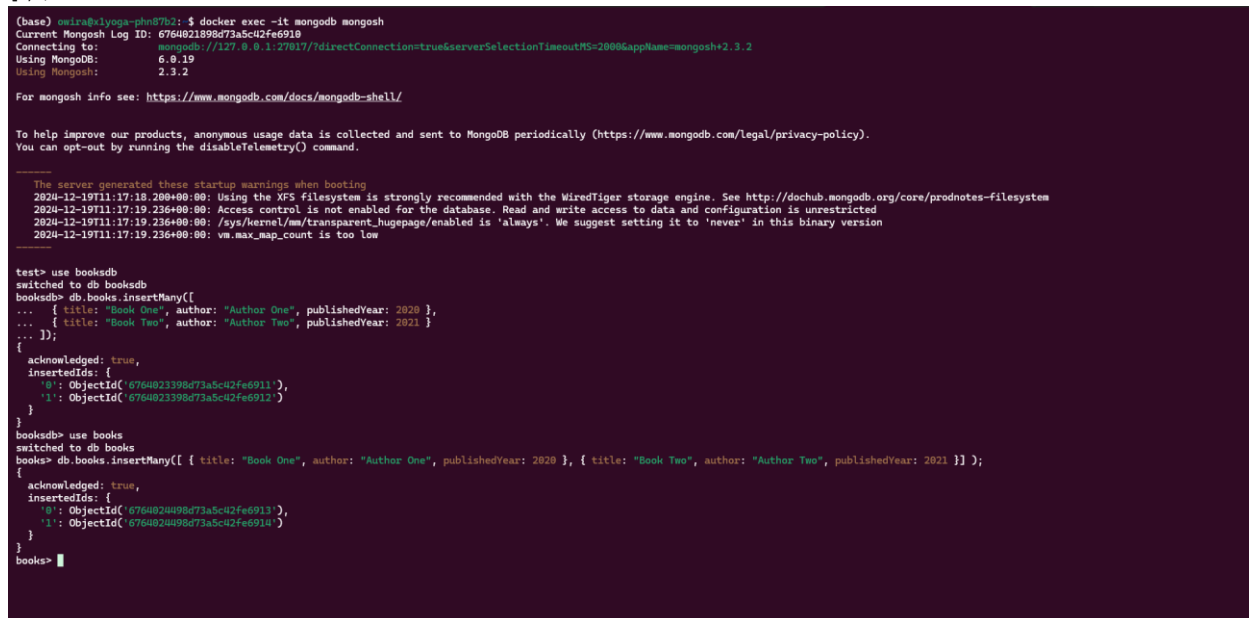 (base) owira@x1yoga-phn87b2:~$ docker exec -it mongodb mongosh
Current Mongosh Log ID: 6764021898d73a5c42fe6910
Connecting to: mongodb://127.0.0.1:27017/?directConnection=true&serverSelectionTimeoutMS=2000&appName=mongosh+2.3.2
Using MongoDB: 6.0.19
Using Mongosh: 2.3.2
For mongosh info see: https://www.mongodb.com/docs/mongodb-shell/
To help improve our products, anonymous usage data is collected and sent to MongoDB periodically (https://www.mongodb.com/legal/privacy-policy).
You can opt-out by running the disableTelemetry() command.
------
The server generated these startup warnings when booting
2024-12-19T11:17:18.200+00:00: Using the XFS filesystem is strongly recommended with the WiredTiger storage engine. See http://dochub.mongodb.org/core/prodnotes-filesystem
2024-12-19T11:17:19.236+00:00: Access control is not enabled for the database. Read and write access to data and configuration is unrestricted
2024-12-19T11:17:19.236+00:00: /sys/kernel/mm/transparent_hugepage/enabled is 'always'. We suggest setting it to 'never' in this binary version
2024-12-19T11:17:19.236+00:00: vm.max_map_count is too low
------
test> use booksdb
switched to db booksdb
booksdb> db.books.insertMany([
... { title: "Book One", author: "Author One", publishedYear: 2020 },
... { title: "Book Two", author: "Author Two", publishedYear: 2021 }
... ]);
{
acknowledged: true,
insertedIds: {
'0': ObjectId('6764023398d73a5c42fe6911'),
'1': ObjectId('6764023398d73a5c42fe6912')
}
}
booksdb> use books
switched to db books
books> db.books.insertMany([ { title: "Book One", author: "Author One", publishedYear: 2020 }, { title: "Book Two", author: "Author Two", publishedYear: 2021 }] );
{
acknowledged: true,
insertedIds: {
'0': ObjectId('6764024498d73a5c42fe6913'),
'1': ObjectId('6764024498d73a5c42fe6914')
}
}
books>